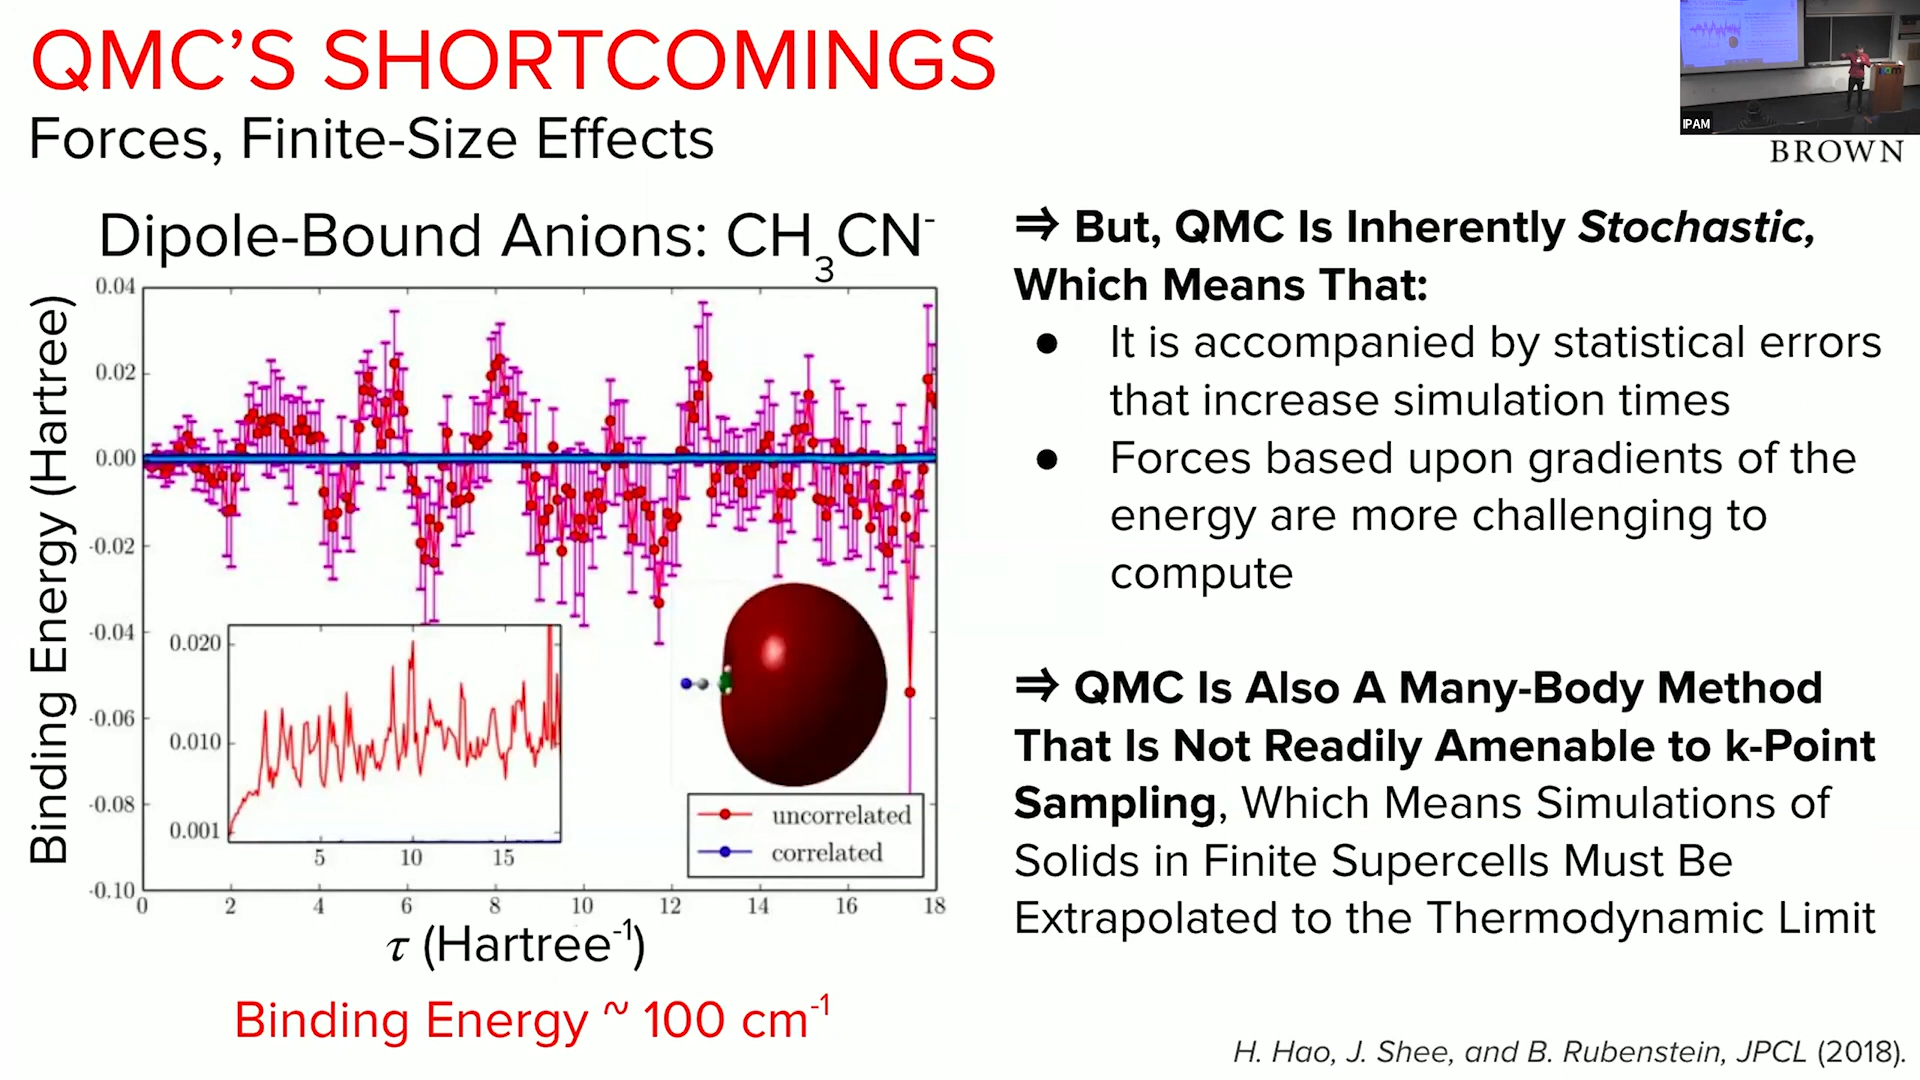 QMC'S SHORTCOMINGS
Forces, Finite-Size Effects
IPAM
BROWN
Dipole-Bound Anions: CH3CN-
Binding Energy (Hartree)
0.04
0.02
0.00
-0.02
-0.04
-0.06
-0.08
-0.10
0 2 4 6 8 10 12 14 16 18
0.020
0.010
0.001
5 10 15
uncorrelated
correlated
τ (Hartree-1)
Binding Energy ~ 100 cm-1
⇒ But, QMC Is Inherently Stochastic,
Which Means That:
● It is accompanied by statistical errors
that increase simulation times
● Forces based upon gradients of the
energy are more challenging to
compute
⇒ QMC Is Also A Many-Body Method
That Is Not Readily Amenable to k-Point
Sampling, Which Means Simulations of
Solids in Finite Supercells Must Be
Extrapolated to the Thermodynamic Limit
H. Hao, J. Shee, and B. Rubenstein, JPCL (2018).